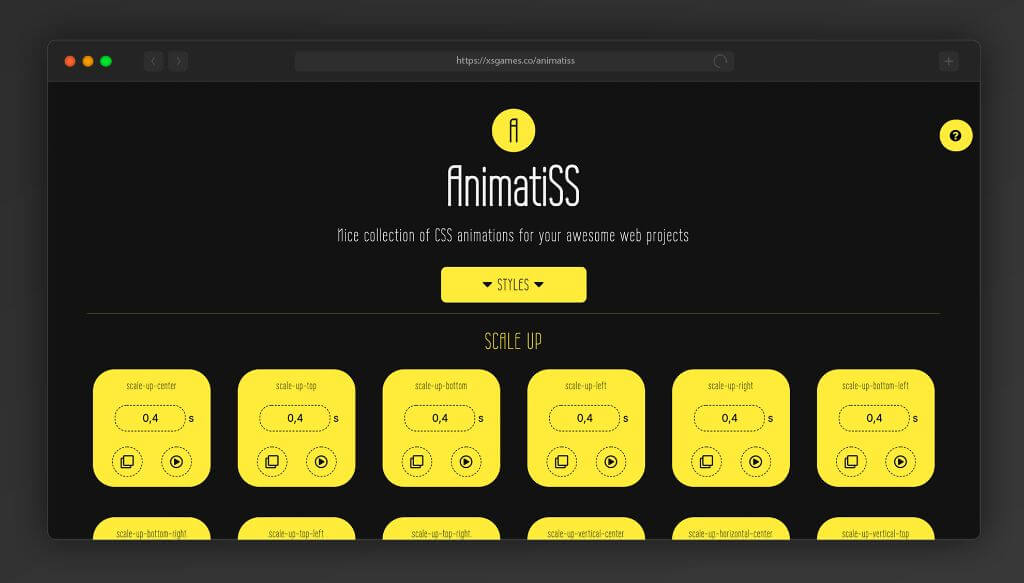 https://xsgames.co/animatiss
A
AnimatiSS
Nice collection of CSS animations for your awesome web projects
STYLES
SCALE UP
scale-up-center scale-up-top scale-up-bottom scale-up-left scale-up-right scale-up-bottom-left
0,4 s 0,4 s 0,4 s 0,4 s 0,4 s 0,4 s
scale-up-bottom-right scale-up-top-left scale-up-top-right scale-up-vertical-center scale-up-horizontal-center scale-up-vertical-top